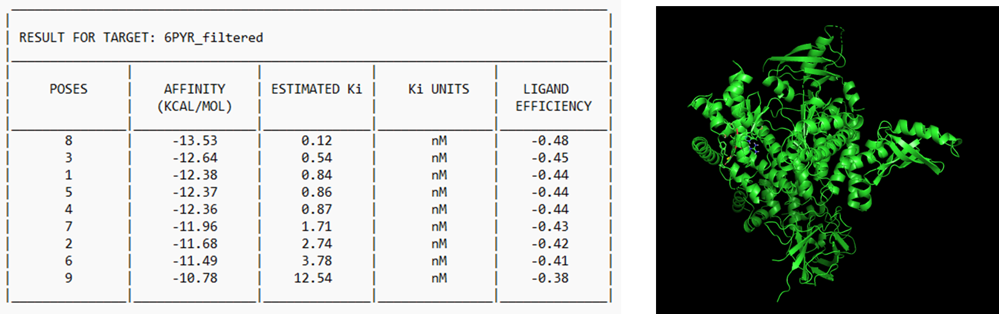 RESULT FOR TARGET: 6PYR_filtered
POSES AFFINITY ESTIMATED Ki Ki UNITS LIGAND
(KCAL/MOL) EFFICIENCY
8 -13.53 0.12 nM -0.48
3 -12.64 0.54 nM -0.45
1 -12.38 0.84 nM -0.44
5 -12.37 0.86 nM -0.44
4 -12.36 0.87 nM -0.44
7 -11.96 1.71 nM -0.43
2 -11.68 2.74 nM -0.42
6 -11.49 3.78 nM -0.41
9 -10.78 12.54 nM -0.38